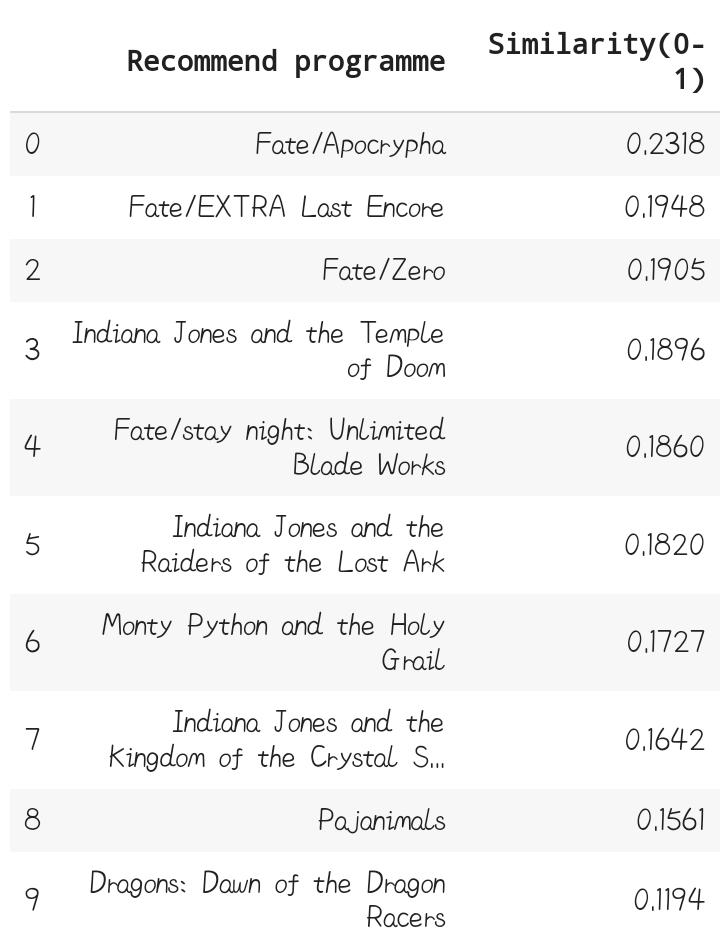 Recommend programme Similarity(0-
1)
0 Fate/Apocrypha 0.2318
1 Fate/EXTRA Last Encore 0.1948
2 Fate/Zero 0.1905
3 Indiana Jones and the Temple
of Doom 0.1896
4 Fate/stay night: Unlimited
Blade Works 0.1860
5 Indiana Jones and the
Raiders of the Lost Ark 0.1820
6 Monty Python and the Holy
Grail 0.1727
7 Indiana Jones and the
Kingdom of the Crystal S... 0.1642
8 Pajanimals 0.1561
9 Dragons: Dawn of the Dragon
Racers 0.1194